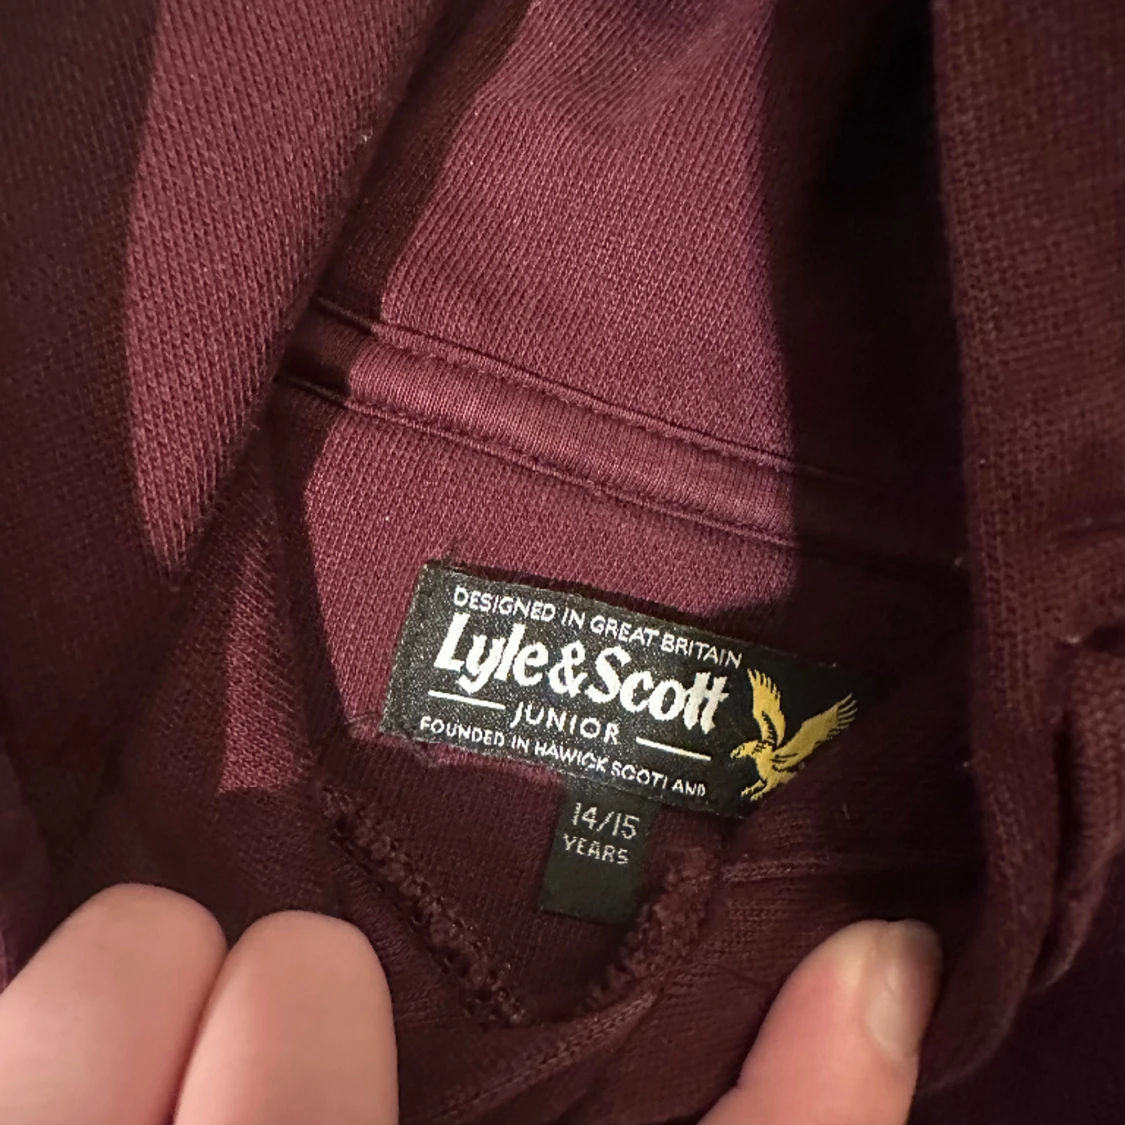 DESIGNED IN GREAT BRITAIN
Lyle&Scott
JUNIOR
FOUNDED IN HAWICK SCOTLAND
14/15
YEARS